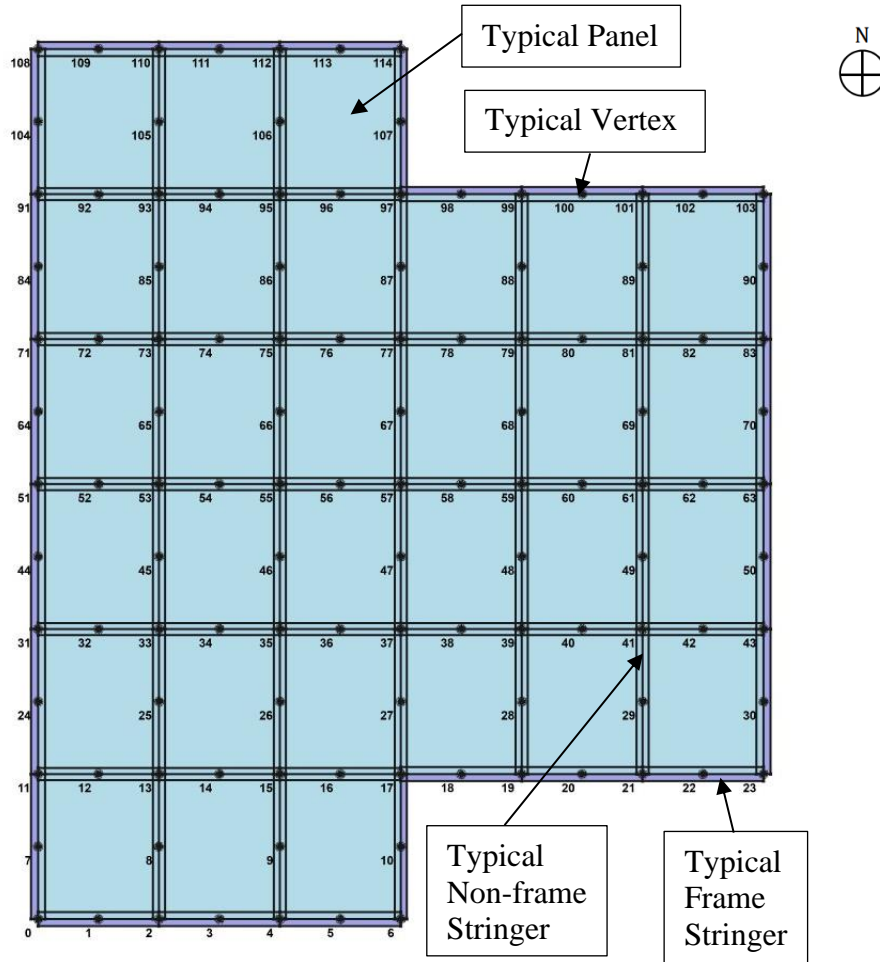 Typical Panel
N
Typical Vertex
108 109 110 111 112 113 114
104 105 106 107
91 92 93 94 95 96 97 98 99 100 101 102 103
84 85 86 87 88 89 90
71 72 73 74 75 76 77 78 79 80 81 82 83
64 65 66 67 68 69 70
51 52 53 54 55 56 57 58 59 60 61 62 63
44 45 46 47 48 49 50
31 32 33 34 35 36 37 38 39 40 41 42 43
24 25 26 27 28 29 30
11 12 13 14 15 16 17 18 19 20 21 22 23
7 8 9 10
0 1 2 3 4 5 6
Typical
Non-frame
Stringer
Typical
Frame
Stringer